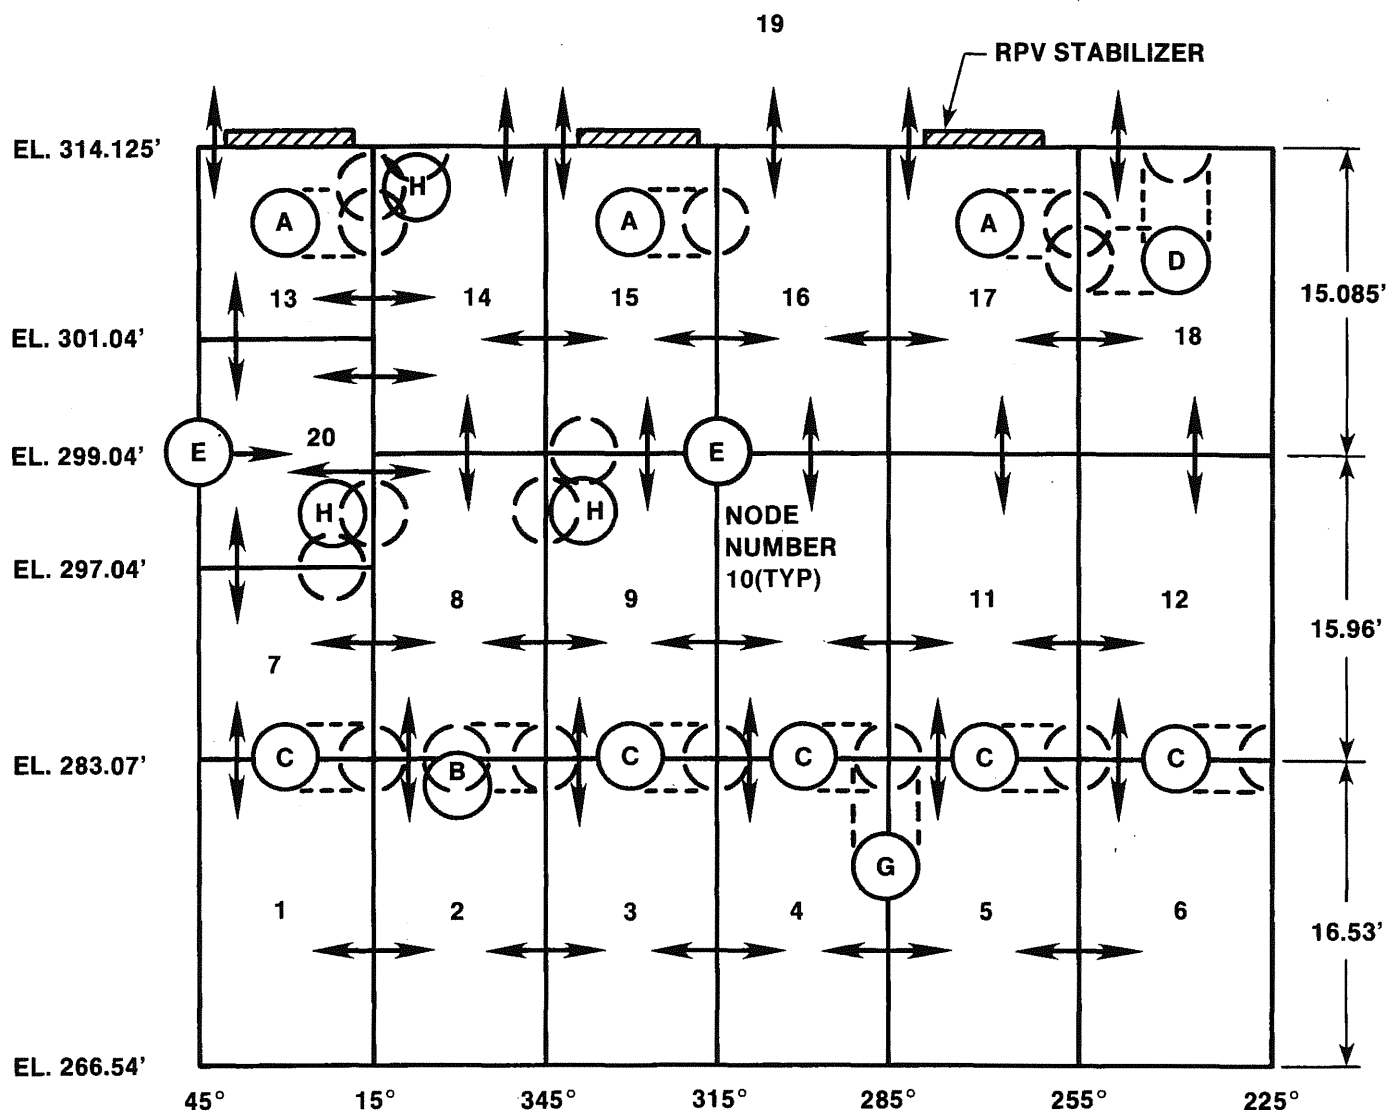 19
RPV STABILIZER
EL. 314.125'
H
A
A
A
D
13
14
15
16
17
15.085'
EL. 301.04'
18
20
E
EL. 299.04'
E
H
H
NODE
NUMBER
10(TYP)
EL. 297.04'
8
9
11
12
15.96'
7
C
B
C
C
C
C
EL. 283.07'
G
1
2
3
4
5
6
16.53'
EL. 266.54'
45°
15°
345°
315°
285°
255°
225°